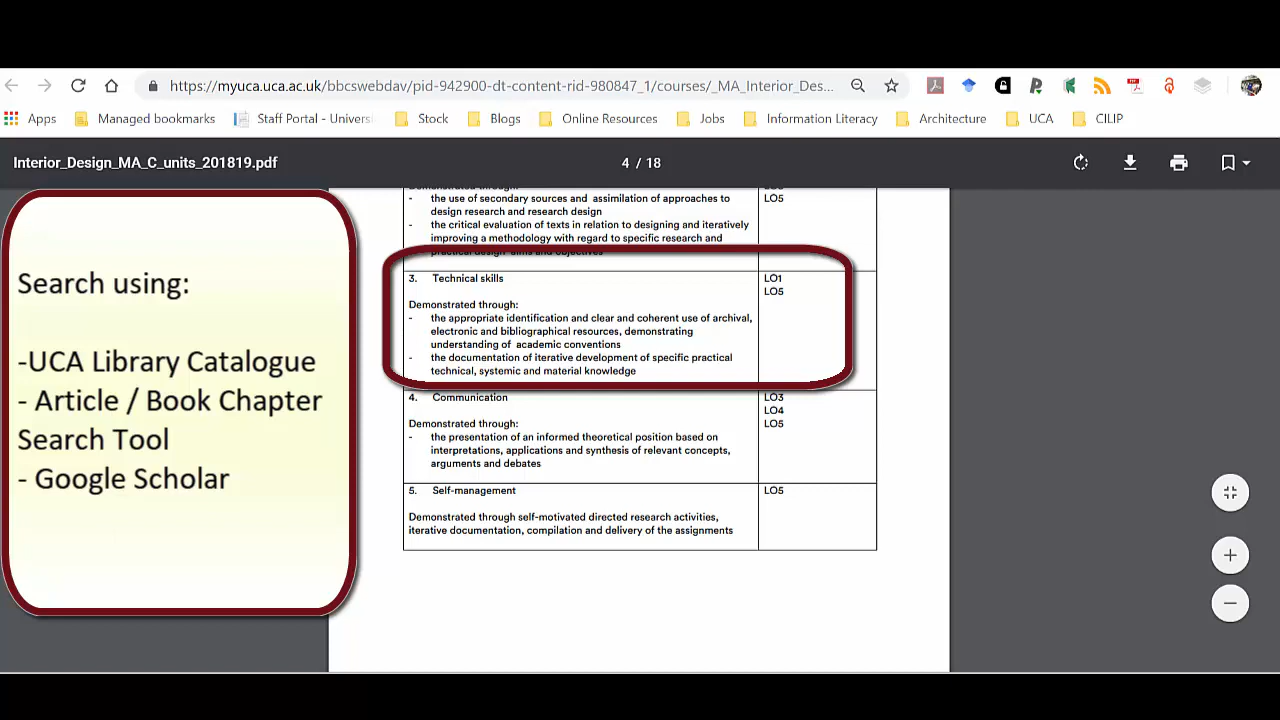 https://myuca.uca.ac.uk/bbcswebdav/pid-942900-dt-content-rid-980847_1/courses/_MA_Interior_Des...
Apps Managed bookmarks Staff Portal - Univers Stock Blogs Online Resources Jobs Information Literacy Architecture UCA CILIP
Interior_Design_MA_C_units_201819.pdf
4 / 18
Search using:
-UCA Library Catalogue
- Article / Book Chapter
Search Tool
- Google Scholar
Demonstrated through:
- the use of secondary sources and assimilation of approaches to
design research and research design
- the critical evaluation of texts in relation to designing and iteratively
improving a methodology with regard to specific research and
practical design aims and objectives
LO5
3. Technical skills
Demonstrated through:
- the appropriate identification and clear and coherent use of archival,
electronic and bibliographical resources, demonstrating
understanding of academic conventions
- the documentation of iterative development of specific practical
technical, systemic and material knowledge
LO1
LO5
4. Communication
Demonstrated through:
- the presentation of an informed theoretical position based on
interpretations, applications and synthesis of relevant concepts,
arguments and debates
LO3
LO4
LO5
5. Self-management
Demonstrated through self-motivated directed research activities,
iterative documentation, compilation and delivery of the assignments
LO5